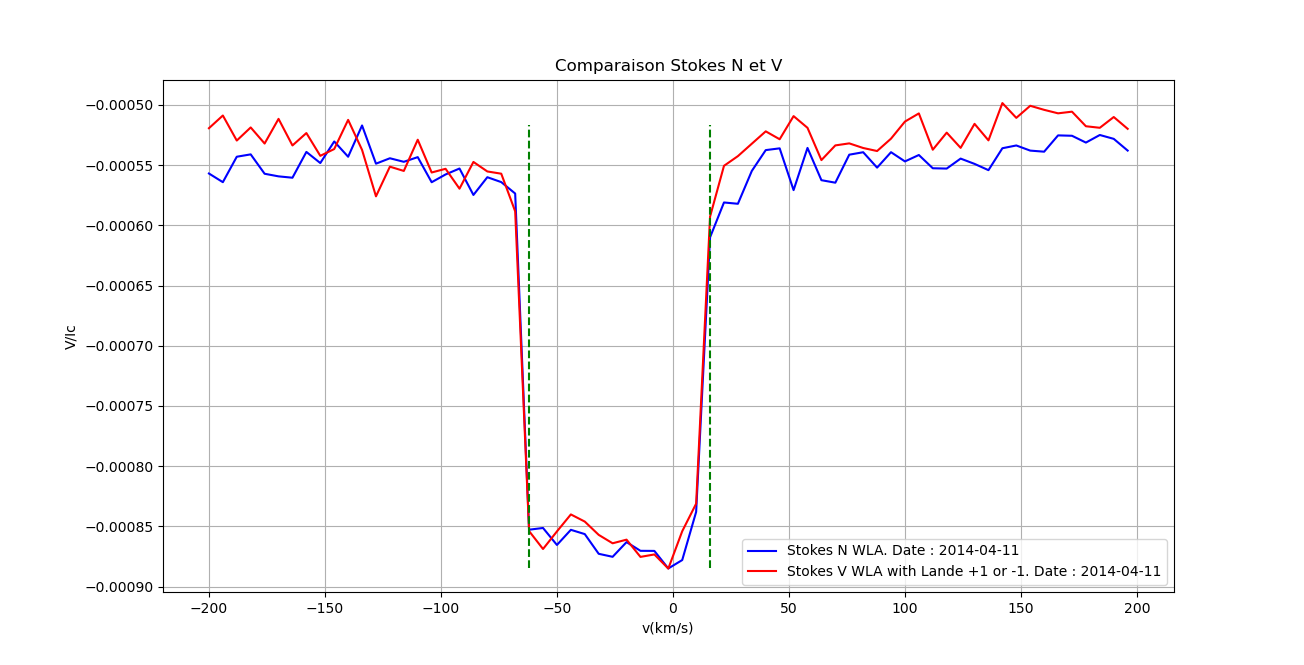 Comparaison Stokes N et V
V/Ic
−0.00050
−0.00055
−0.00060
−0.00065
−0.00070
−0.00075
−0.00080
−0.00085
−0.00090
Stokes N WLA. Date : 2014-04-11
Stokes V WLA with Lande +1 or -1. Date : 2014-04-11
−200 −150 −100 −50 0 50 100 150 200
v(km/s)